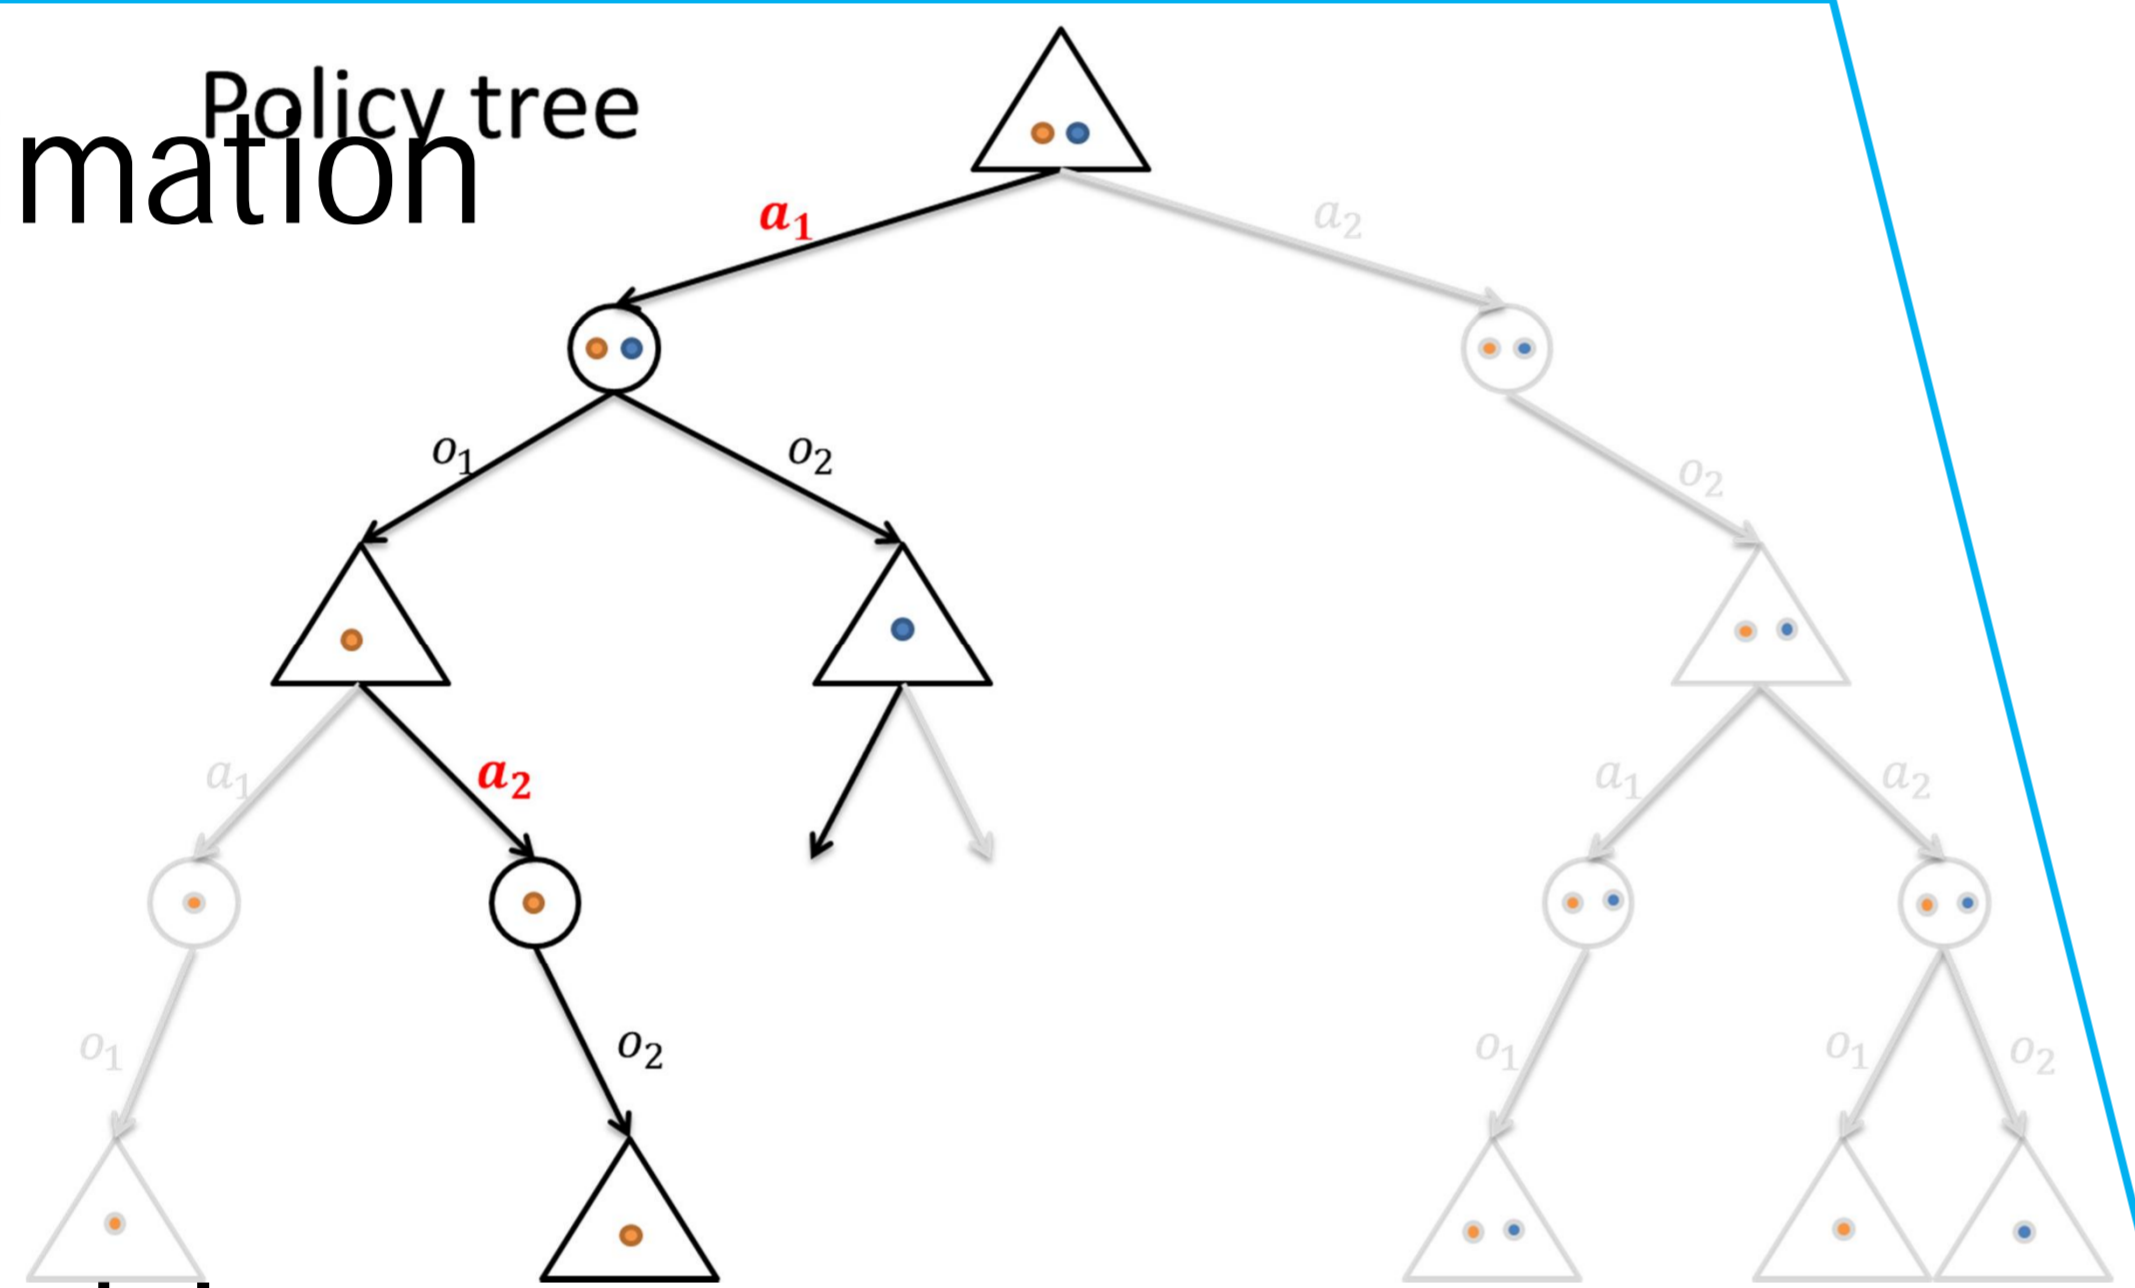 Policy tree
mation
a₁ a₂
o₁ o₂ o₂
a₁ a₂ a₁ a₂
o₁ o₂ o₁ o₁ o₂